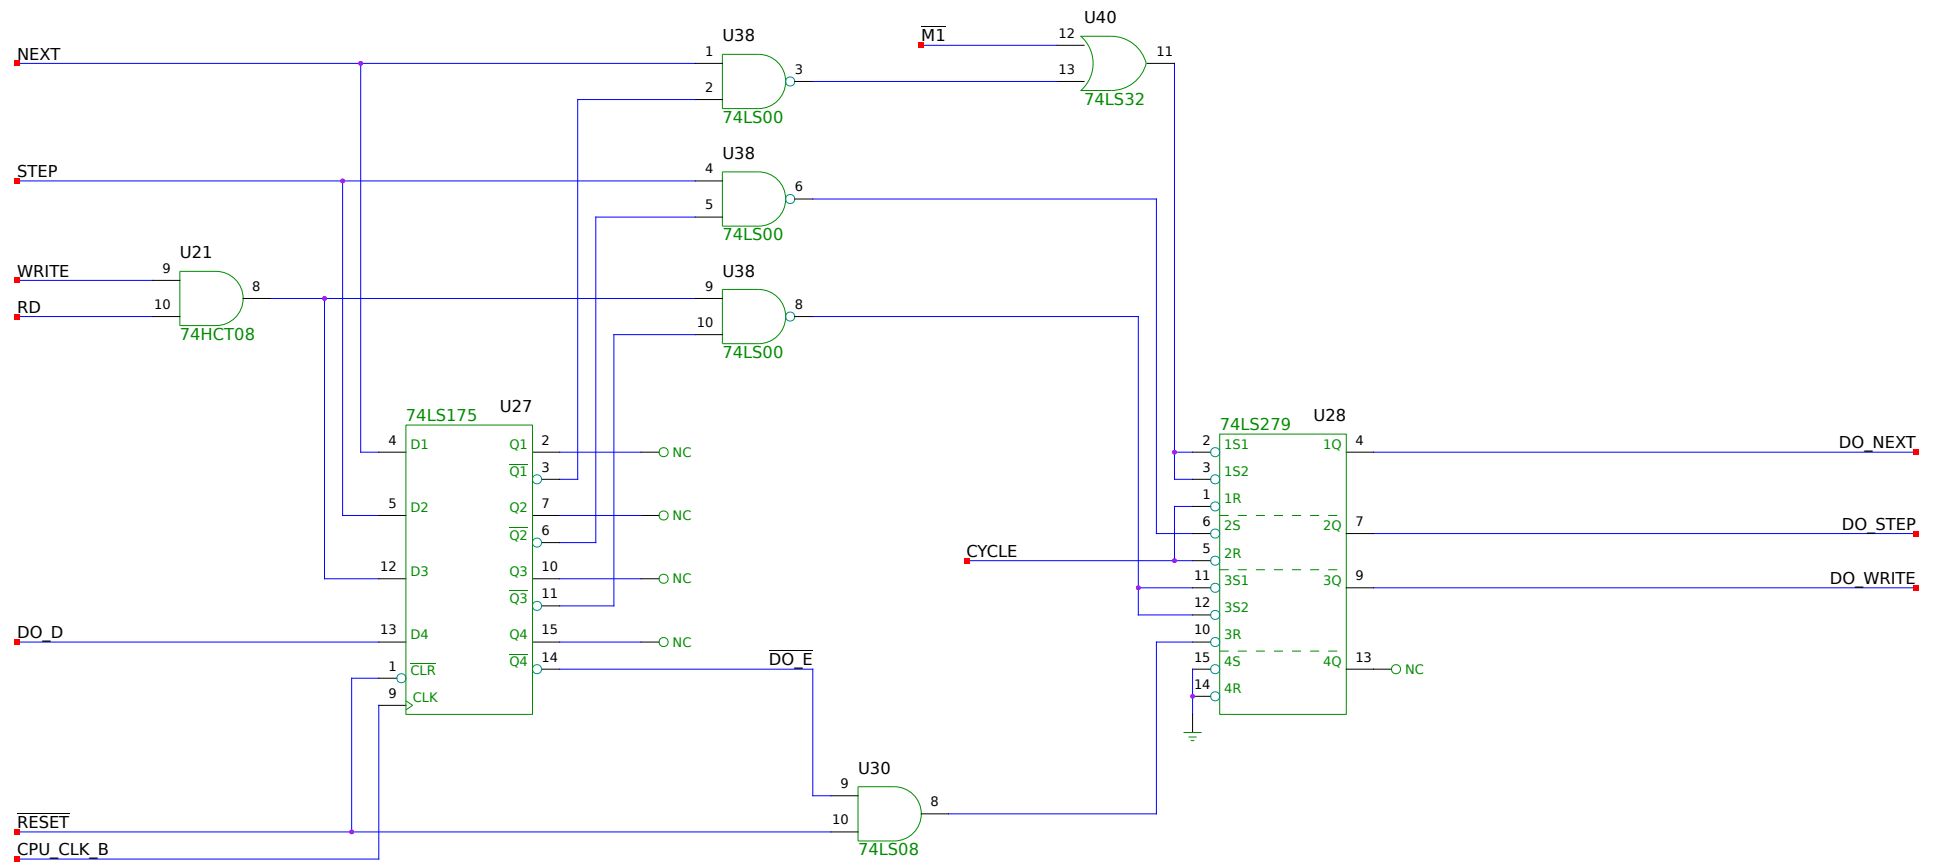 NEXT
U38
1
2
3
74LS00
M1
U40
12
13
11
74LS32
STEP
U38
4
5
6
74LS00
WRITE
RD
U21
9
10
8
74HCT08
U38
9
10
8
74LS00
74LS175
U27
4 D1
5 D2
12 D3
13 D4
1 CLR
9 CLK
Q1 2 NC
Q1 3
Q2 7 NC
Q2 6
Q3 10 NC
Q3 11
Q4 15 NC
Q4 14
DO_D
DO_E
RESET
CPU_CLK_B
U30
9
10
8
74LS08
CYCLE
74LS279
U28
2 1S1
3 1S2
1 1R
6 2S
5 2R
11 3S1
12 3S2
10 3R
15 4S
14 4R
1Q 4
2Q 7
3Q 9
4Q 13 NC
DO_NEXT
DO_STEP
DO_WRITE